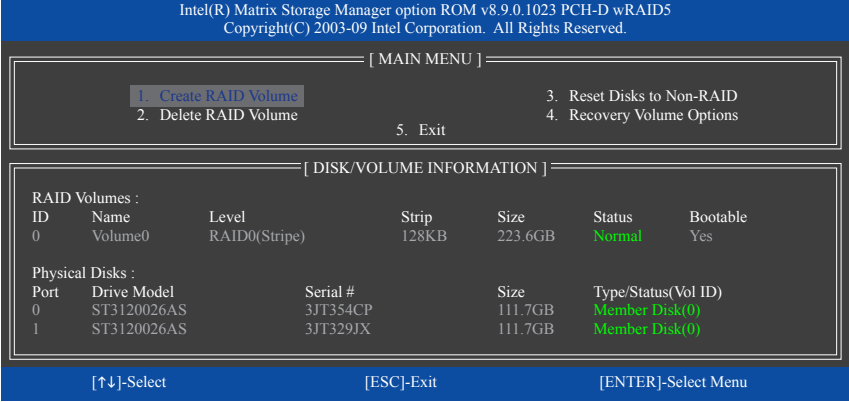 Intel(R) Matrix Storage Manager option ROM v8.9.0.1023 PCH-D wRAID5
Copyright(C) 2003-09 Intel Corporation. All Rights Reserved.
[ MAIN MENU ]
1. Create RAID Volume 3. Reset Disks to Non-RAID
2. Delete RAID Volume 4. Recovery Volume Options
5. Exit
[ DISK/VOLUME INFORMATION ]
RAID Volumes :
ID Name Level Strip Size Status Bootable
0 Volume0 RAID0(Stripe) 128KB 223.6GB Normal Yes
Physical Disks :
Port Drive Model Serial # Size Type/Status(Vol ID)
0 ST3120026AS 3JT354CP 111.7GB Member Disk(0)
1 ST3120026AS 3JT329JX 111.7GB Member Disk(0)
[↑↓]-Select [ESC]-Exit [ENTER]-Select Menu